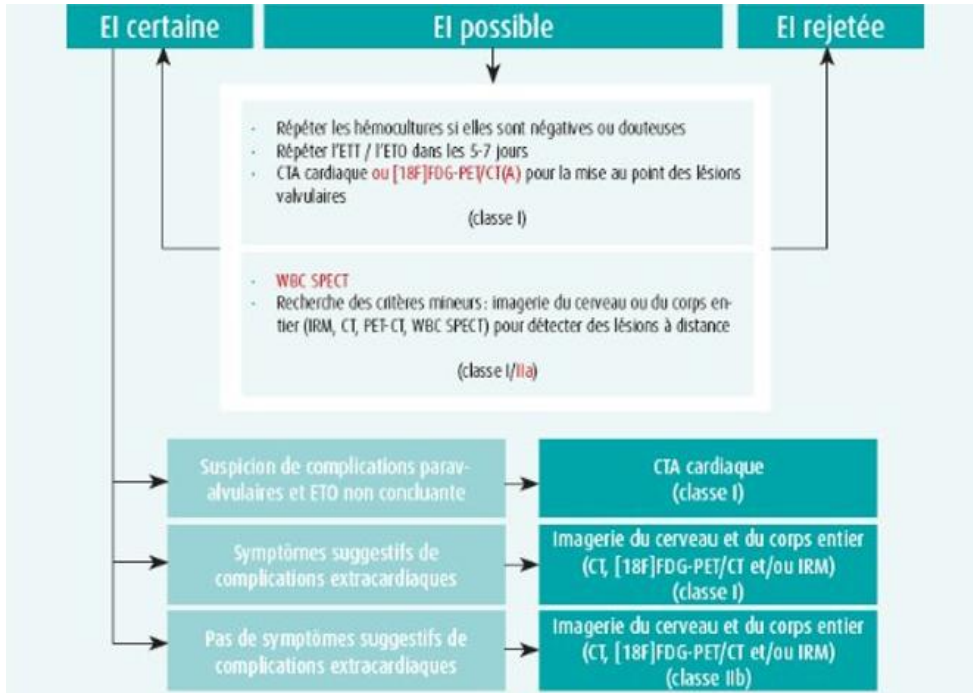 EI certaine
EI possible
EI rejetée
· Répéter les hémocultures si elles sont négatives ou douteuses
· Répéter l'ETT / l'ETO dans les 5-7 jours
· CTA cardiaque ou [18F]FDG-PET/CT(A) pour la mise au point des lésions
valvulaires
(classe I)
· WBC SPECT
· Recherche des critères mineurs : imagerie du cerveau ou du corps en-
tier (IRM, CT, PET-CT, WBC SPECT) pour détecter des lésions à distance
(classe I/IIa)
Suspicion de complications parav-
alvulaires et ETO non concluante
CTA cardiaque
(classe I)
Symptômes suggestifs de
complications extracardiaques
Imagerie du cerveau et du corps entier
(CT, [18F]FDG-PET/CT et/ou IRM)
(classe I)
Pas de symptômes suggestifs de
complications extracardiaques
Imagerie du cerveau et du corps entier
(CT, [18F]FDG-PET/CT et/ou IRM)
(classe IIb)